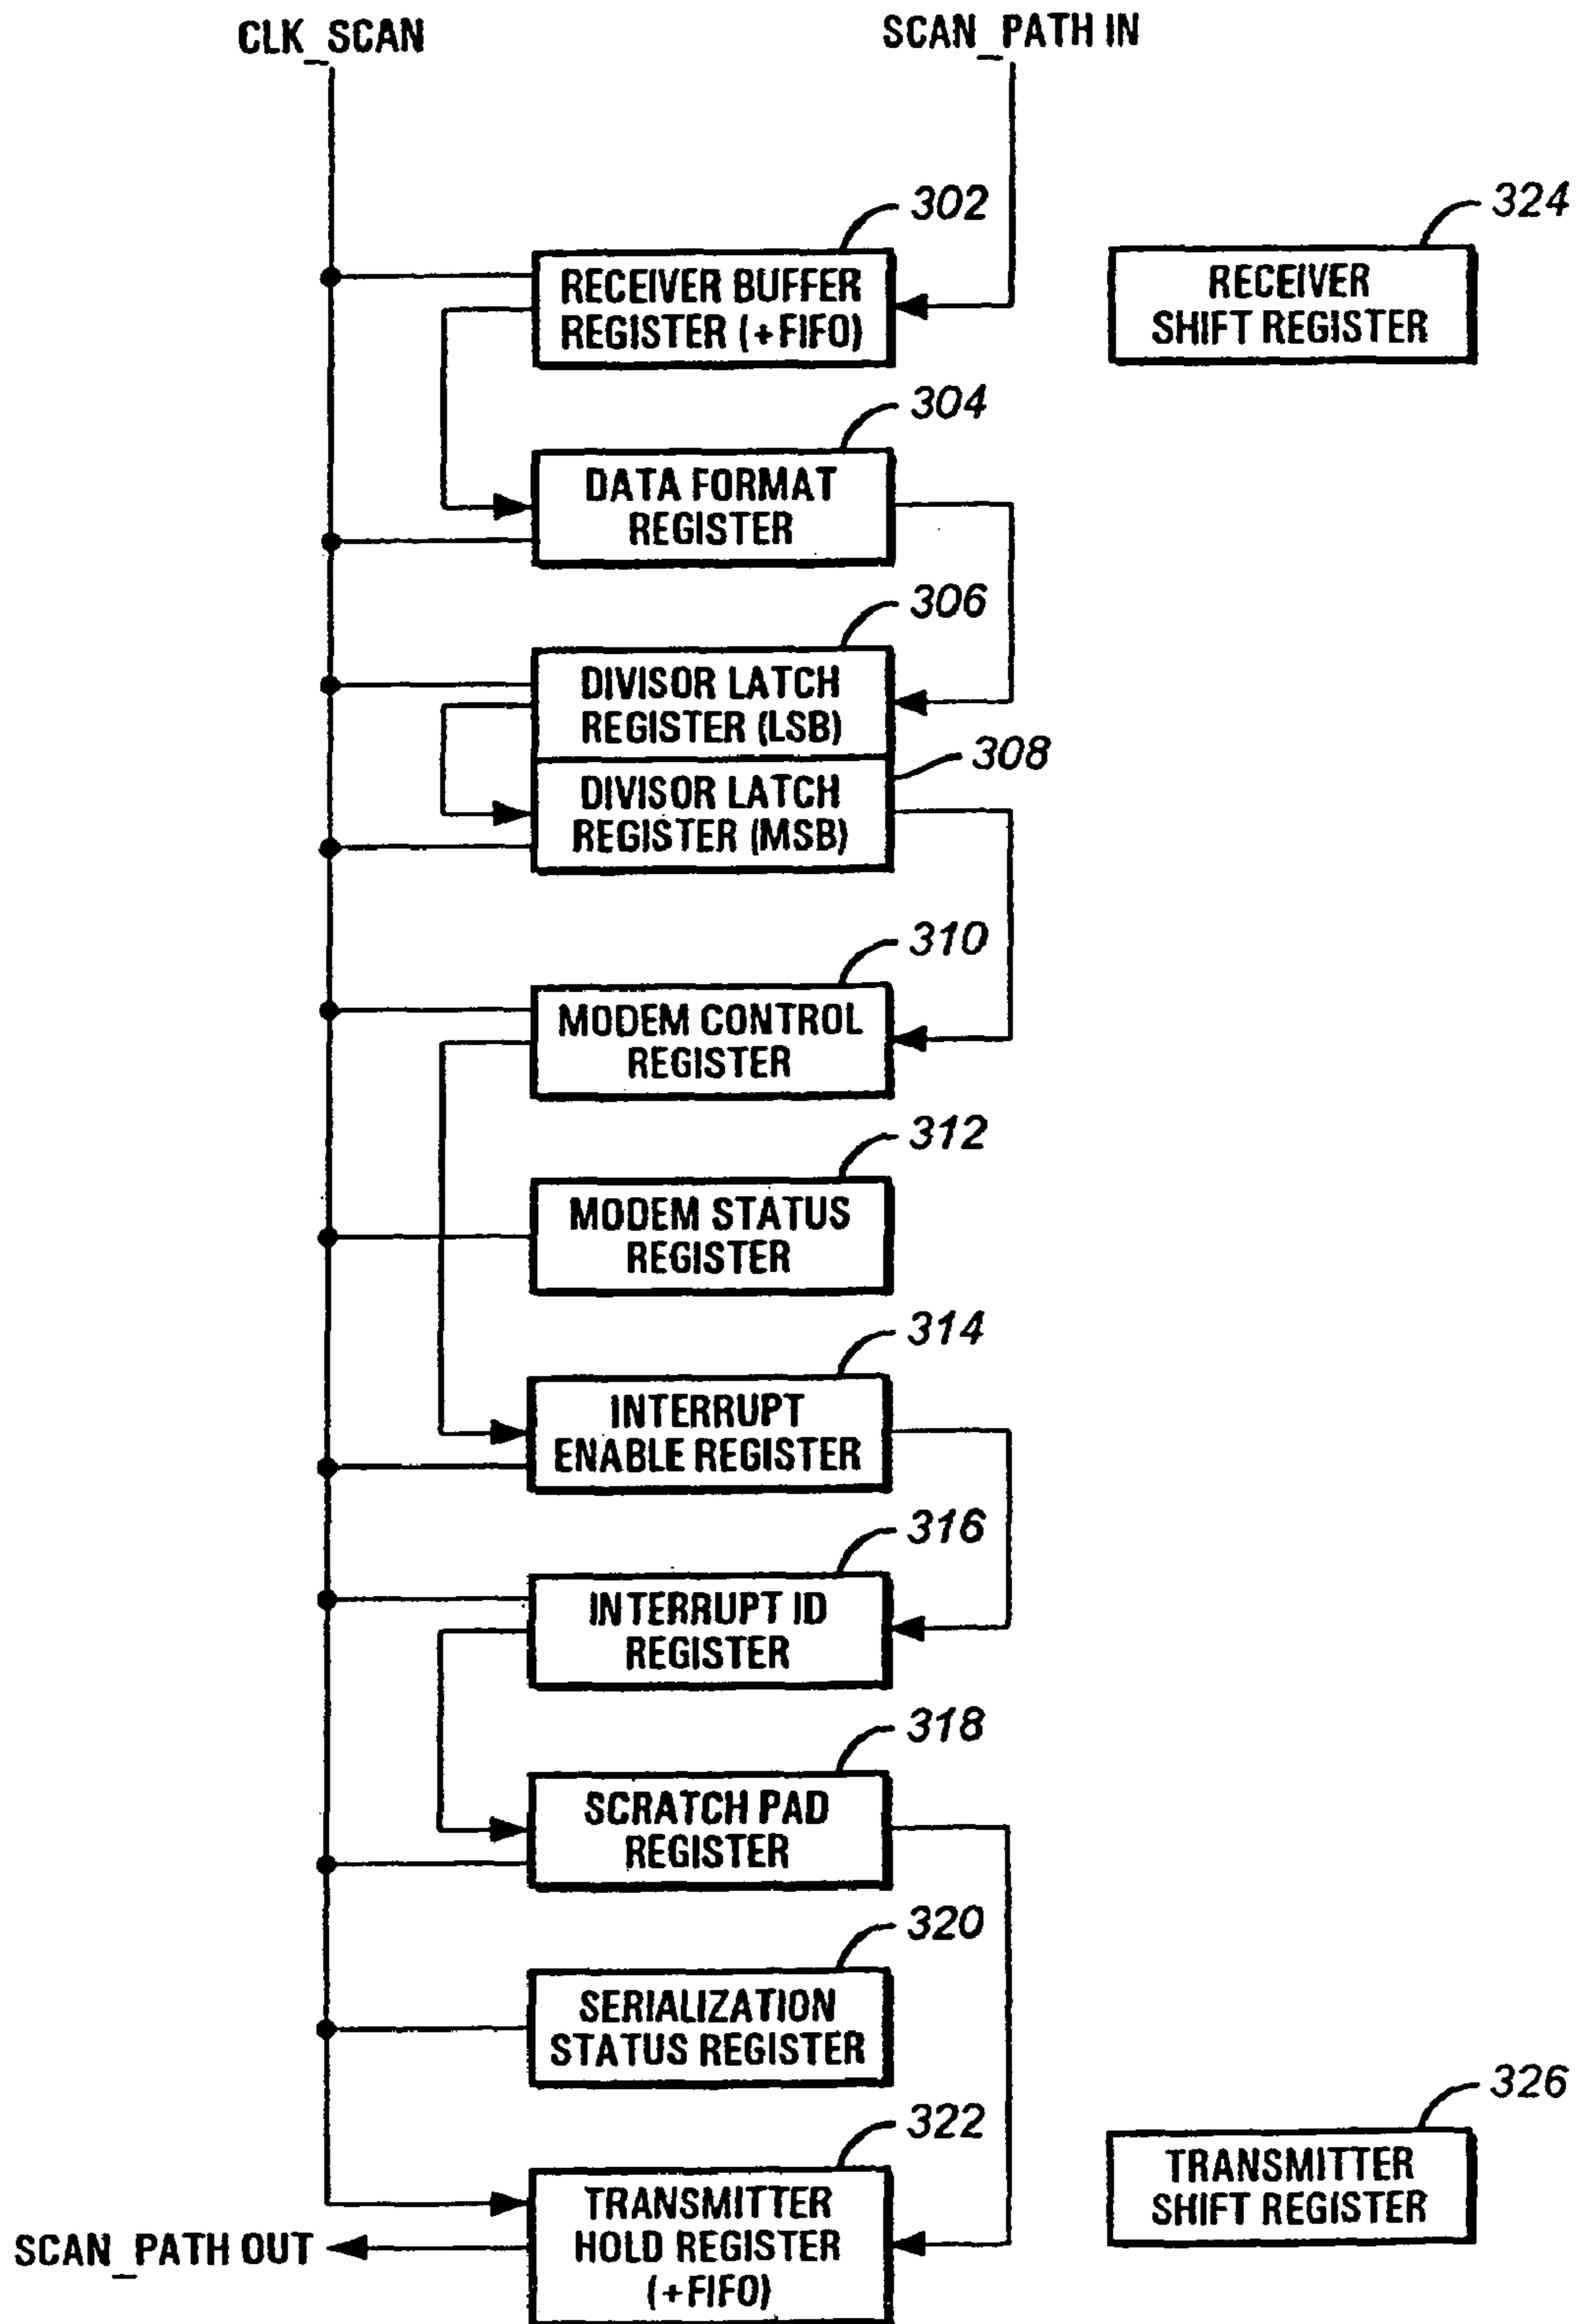 CLK_SCAN
SCAN_PATH IN
302
RECEIVER BUFFER
REGISTER (+FIFO)
324
RECEIVER
SHIFT REGISTER
304
DATA FORMAT
REGISTER
306
DIVISOR LATCH
REGISTER (LSB)
308
DIVISOR LATCH
REGISTER (MSB)
310
MODEM CONTROL
REGISTER
312
MODEM STATUS
REGISTER
314
INTERRUPT
ENABLE REGISTER
316
INTERRUPT ID
REGISTER
318
SCRATCH PAD
REGISTER
320
SERIALIZATION
STATUS REGISTER
322
TRANSMITTER
HOLD REGISTER
(+FIFO)
326
TRANSMITTER
SHIFT REGISTER
SCAN_PATH OUT